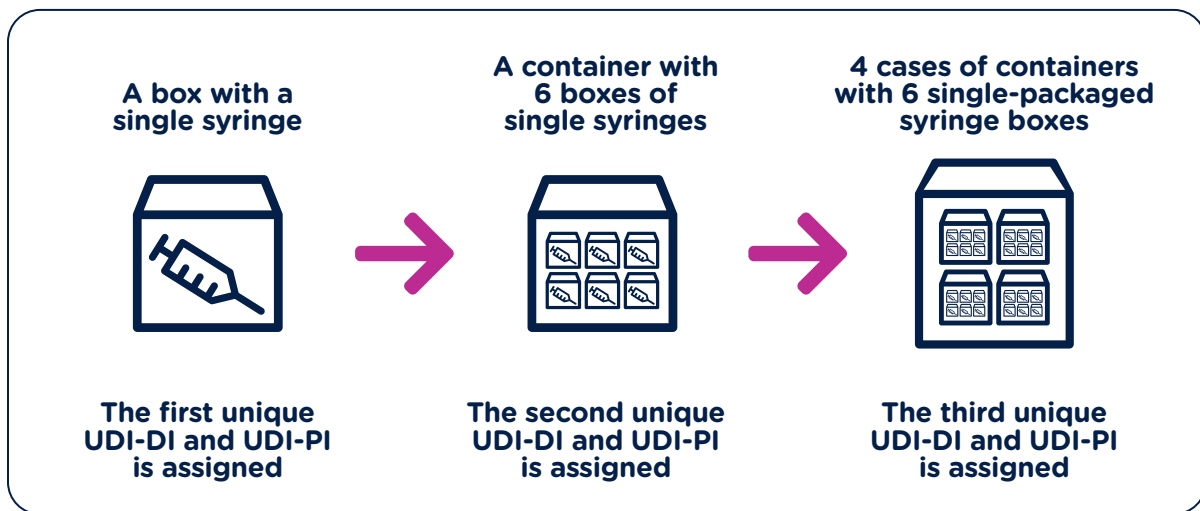 A box with a
single syringe
A container with
6 boxes of
single syringes
4 cases of containers
with 6 single-packaged
syringe boxes
The first unique
UDI-DI and UDI-PI
is assigned
The second unique
UDI-DI and UDI-PI
is assigned
The third unique
UDI-DI and UDI-PI
is assigned